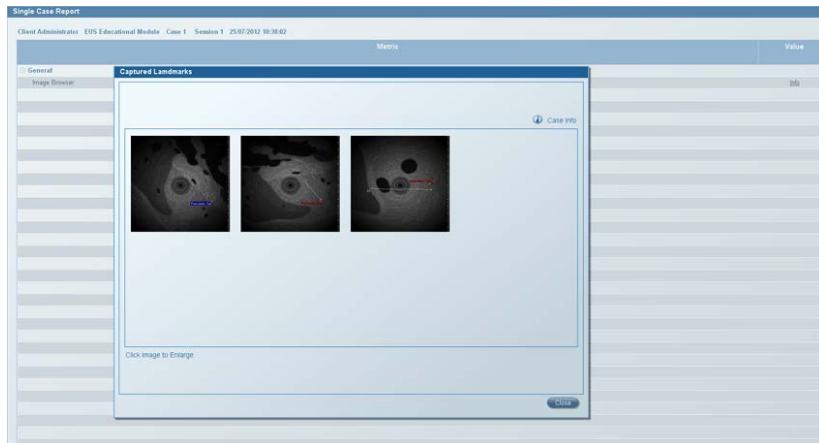 Single Case Report
Client Administrator EUS Educational Module Case 1 Session 1 25/07/2012 10:38:02
Metric Value
General
Image Browser Info
Captured Landmarks
Case Info
Click image to Enlarge
Close